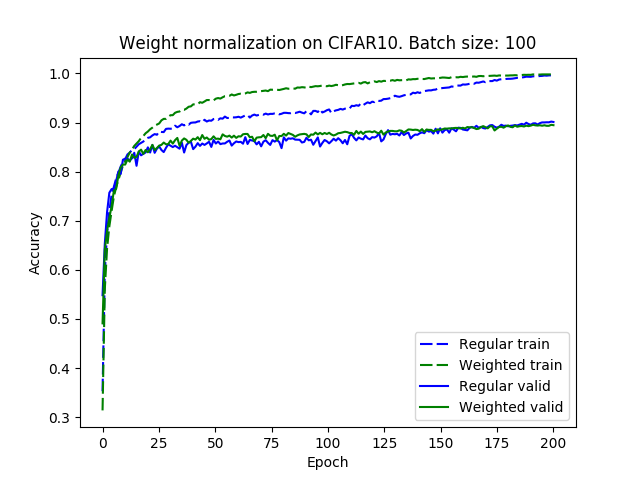 Weight normalization on CIFAR10. Batch size: 100
Accuracy
1.0
0.9
0.8
0.7
0.6
0.5
0.4
0.3
Regular train
Weighted train
Regular valid
Weighted valid
0 25 50 75 100 125 150 175 200
Epoch